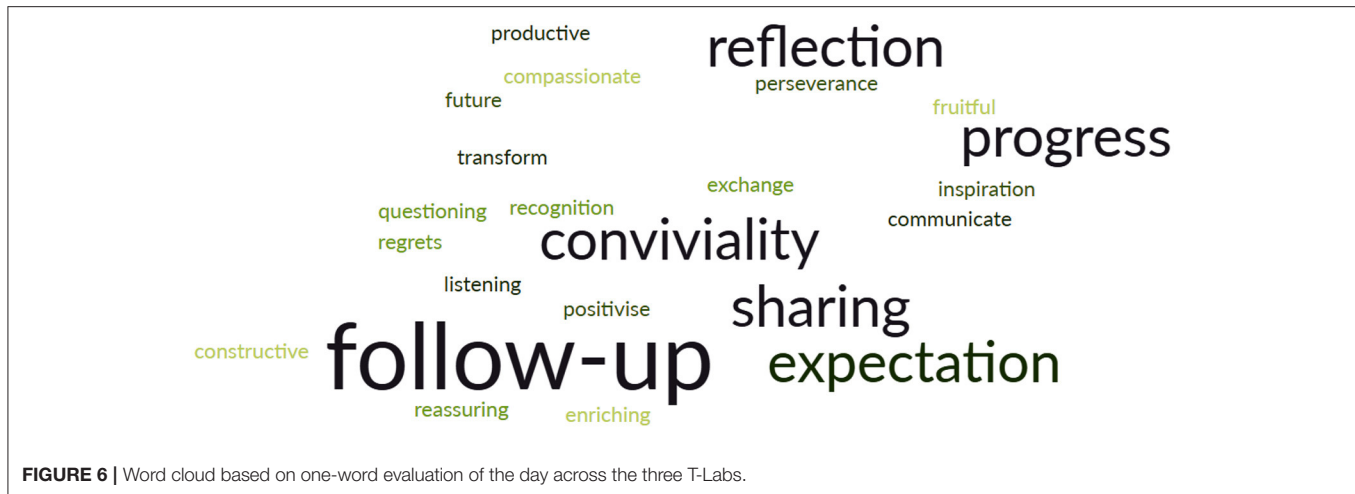 productive
reflection
compassionate
perseverance
future
fruitful
progress
transform
exchange
inspiration
questioning
recognition
communicate
regrets
conviviality
listening
sharing
positivise
constructive
follow-up
expectation
reassuring
enriching
FIGURE 6 | Word cloud based on one-word evaluation of the day across the three T-Labs.